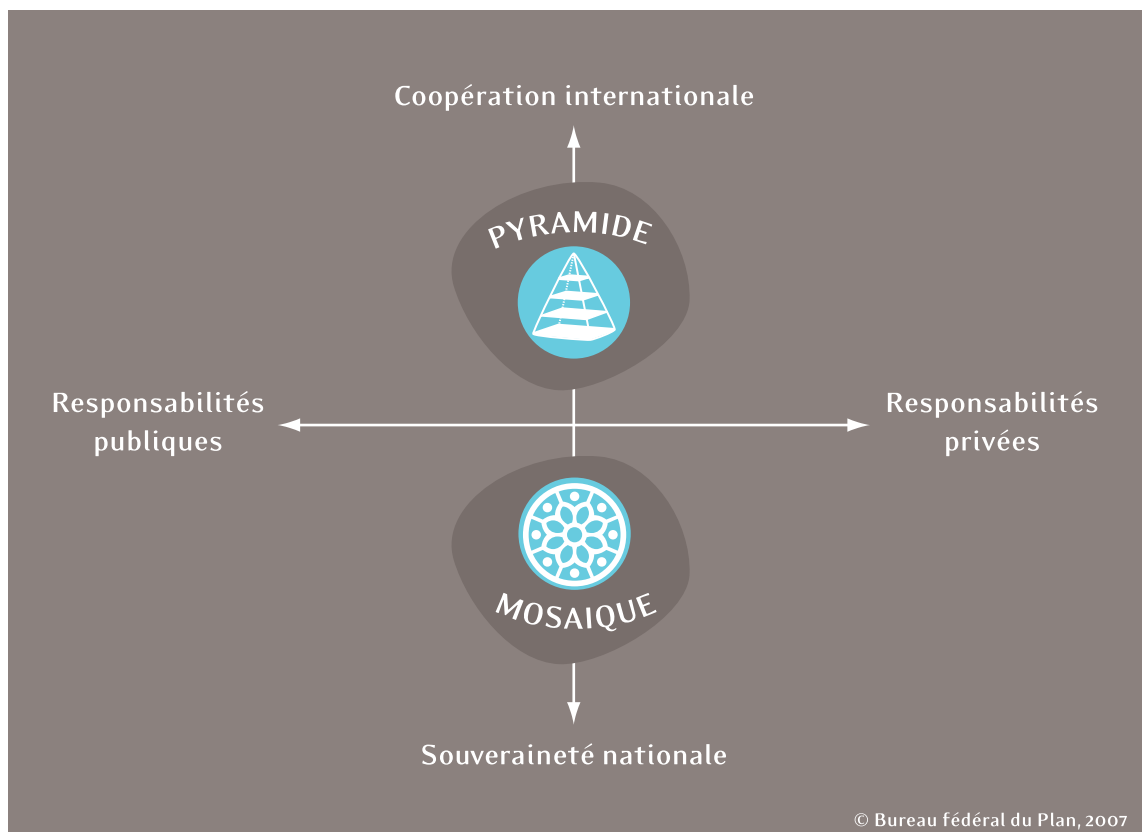 Coopération internationale
PYRAMIDE
Responsabilités
publiques
Responsabilités
privées
MOSAIQUE
Souveraineté nationale
© Bureau fédéral du Plan, 2007